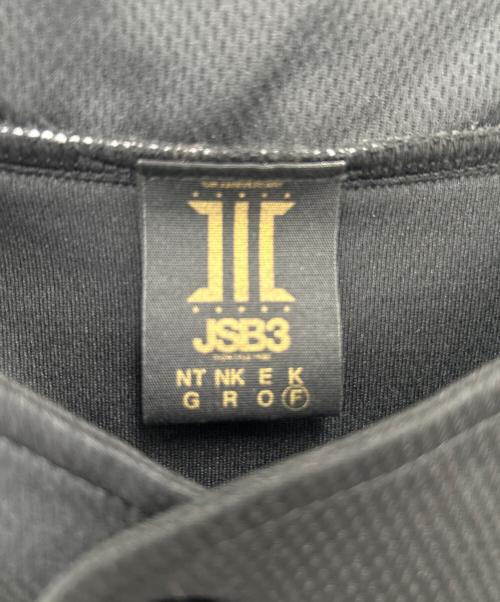 JSB3
NT NK E K
G R O F